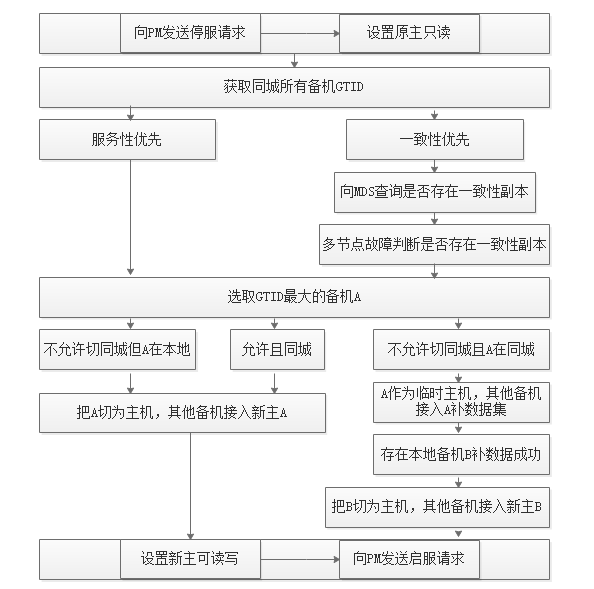 向PM发送停服请求
设置原主只读
获取同城所有备机GTID
服务性优先
一致性优先
向MDS查询是否存在一致性副本
多节点故障判断是否存在一致性副本
选取GTID最大的备机A
不允许切同城但A在本地
允许且同城
不允许切同城且A在同城
A作为临时主机，其他备机
接入A补数据集
把A切为主机，其他备机接入新主A
存在本地备机B补数据成功
把B切为主机，其他备机接入新主B
设置新主可读写
向PM发送启服请求